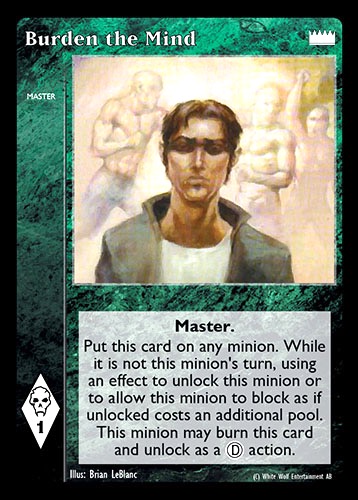 Burden the Mind
MASTER
Master.
Put this card on any minion. While
it is not this minion's turn, using
an effect to unlock this minion or
to allow this minion to block as if
unlocked costs an additional pool.
This minion may burn this card
and unlock as a Ⓓ action.
1
Illus: Brian LeBlanc
(C) White Wolf Entertainment AB